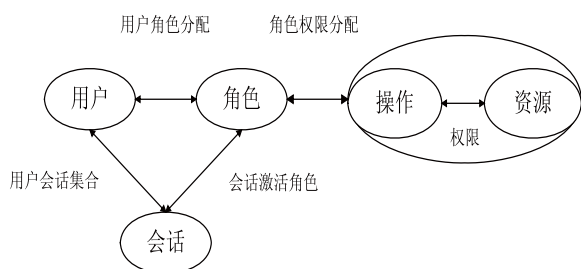 用户角色分配
角色权限分配
用户
角色
操作
资源
权限
用户会话集合
会话激活角色
会话